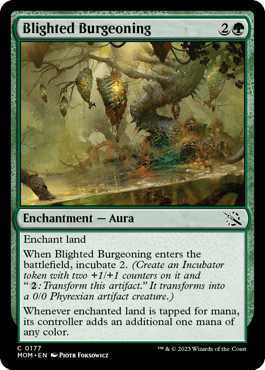 Blighted Burgeoning 2
Enchantment — Aura
Enchant land
When Blighted Burgeoning enters the
battlefield, incubate 2. (Create an Incubator
token with two +1/+1 counters on it and
“2: Transform this artifact.” It transforms into
a 0/0 Phyrexian artifact creature.)
Whenever enchanted land is tapped for mana,
its controller adds an additional one mana of
any color.
C 0177
MOM • EN Piotr Foksowicz
™ & © 2023 Wizards of the Coast